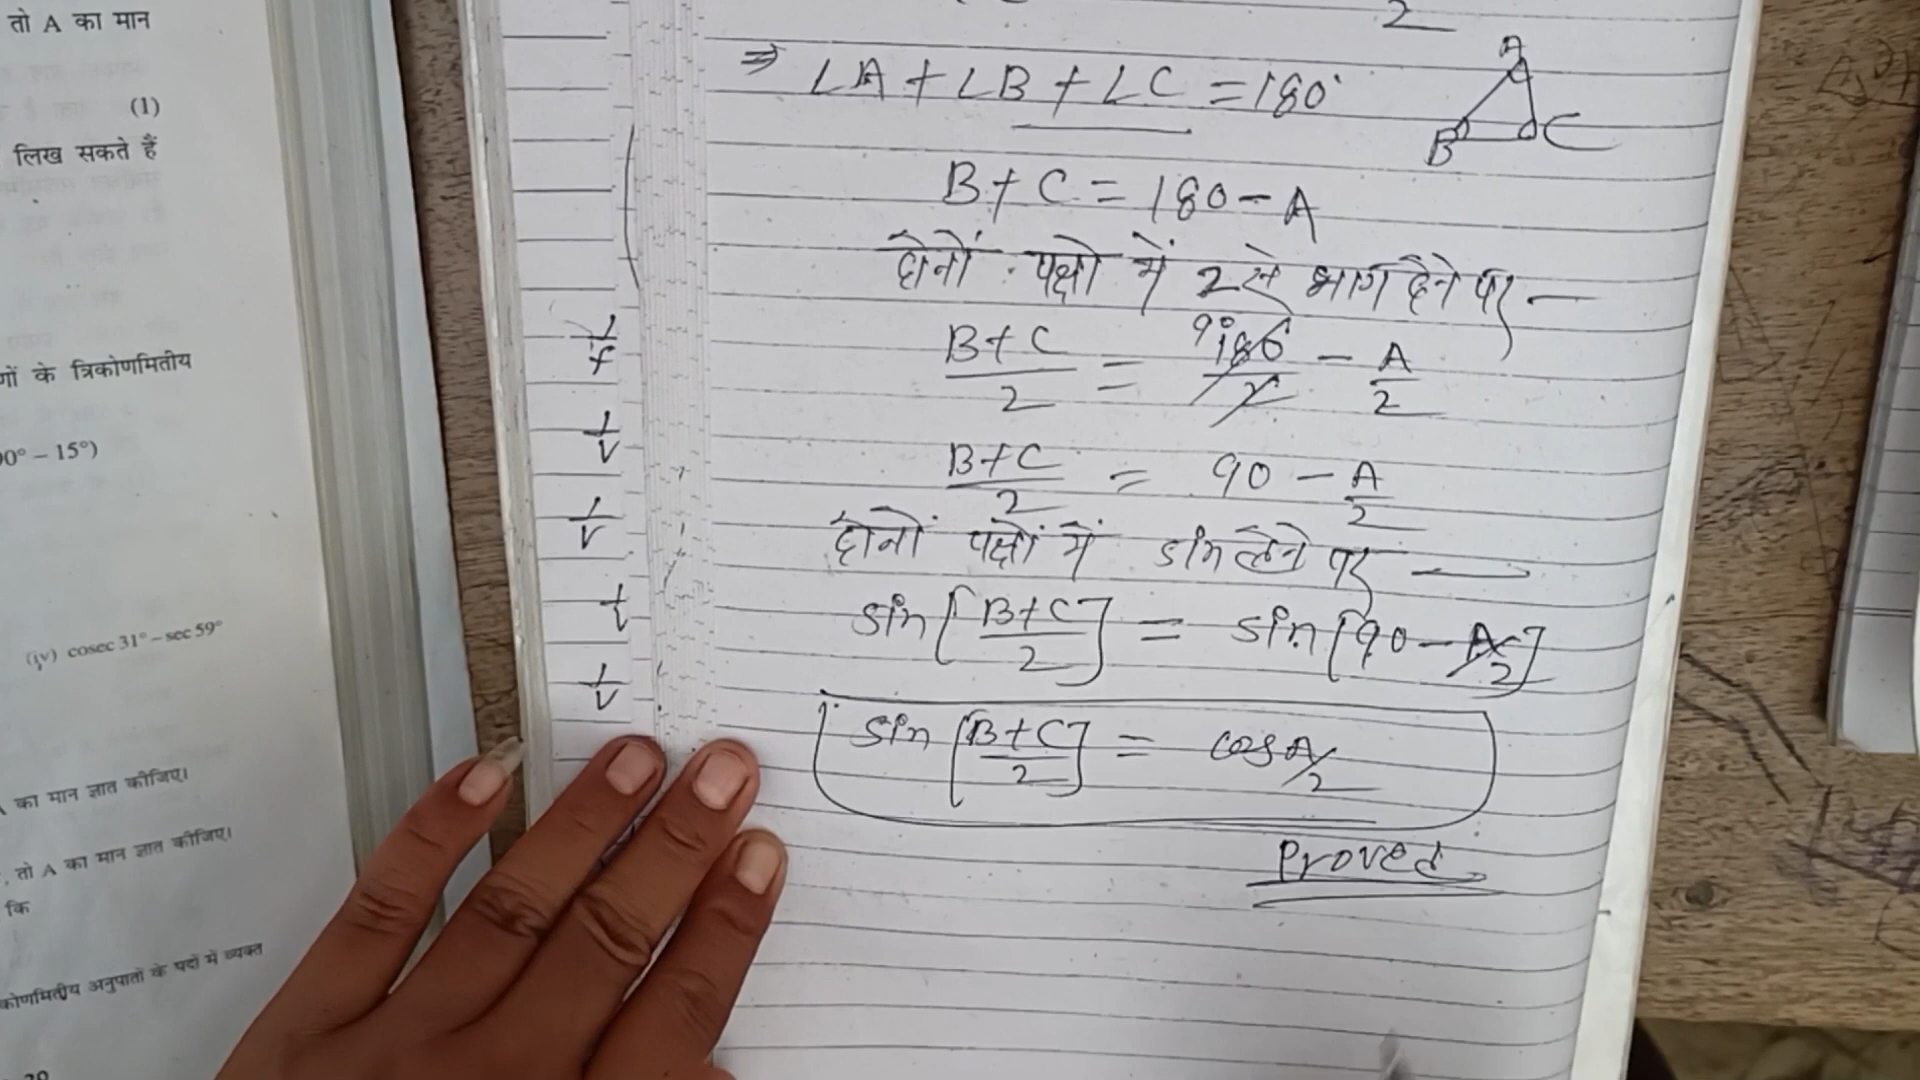 तो A का मान
(1)
लिख सकते हैं
के त्रिकोणमितीय
0° – 15°)
(iv) cosec 31° – sec 59°
का मान ज्ञात कीजिए।
, तो A का मान ज्ञात कीजिए।
कि
कोणमितीय अनुपातों के पदों में व्यक्त
2
⇒ ∠A + ∠B + ∠C = 180°
A
B
C
B + C = 180 – A
दोनों पक्षो में 2 से भाग देने पर —
B+C/2 = 180/2 – A/2
90
B+C/2 = 90 – A/2
दोनों पक्षों में sin लेने पर —
sin[B+C/2] = sin[90 – A/2]
sin[B+C/2] = cos A/2
Proved